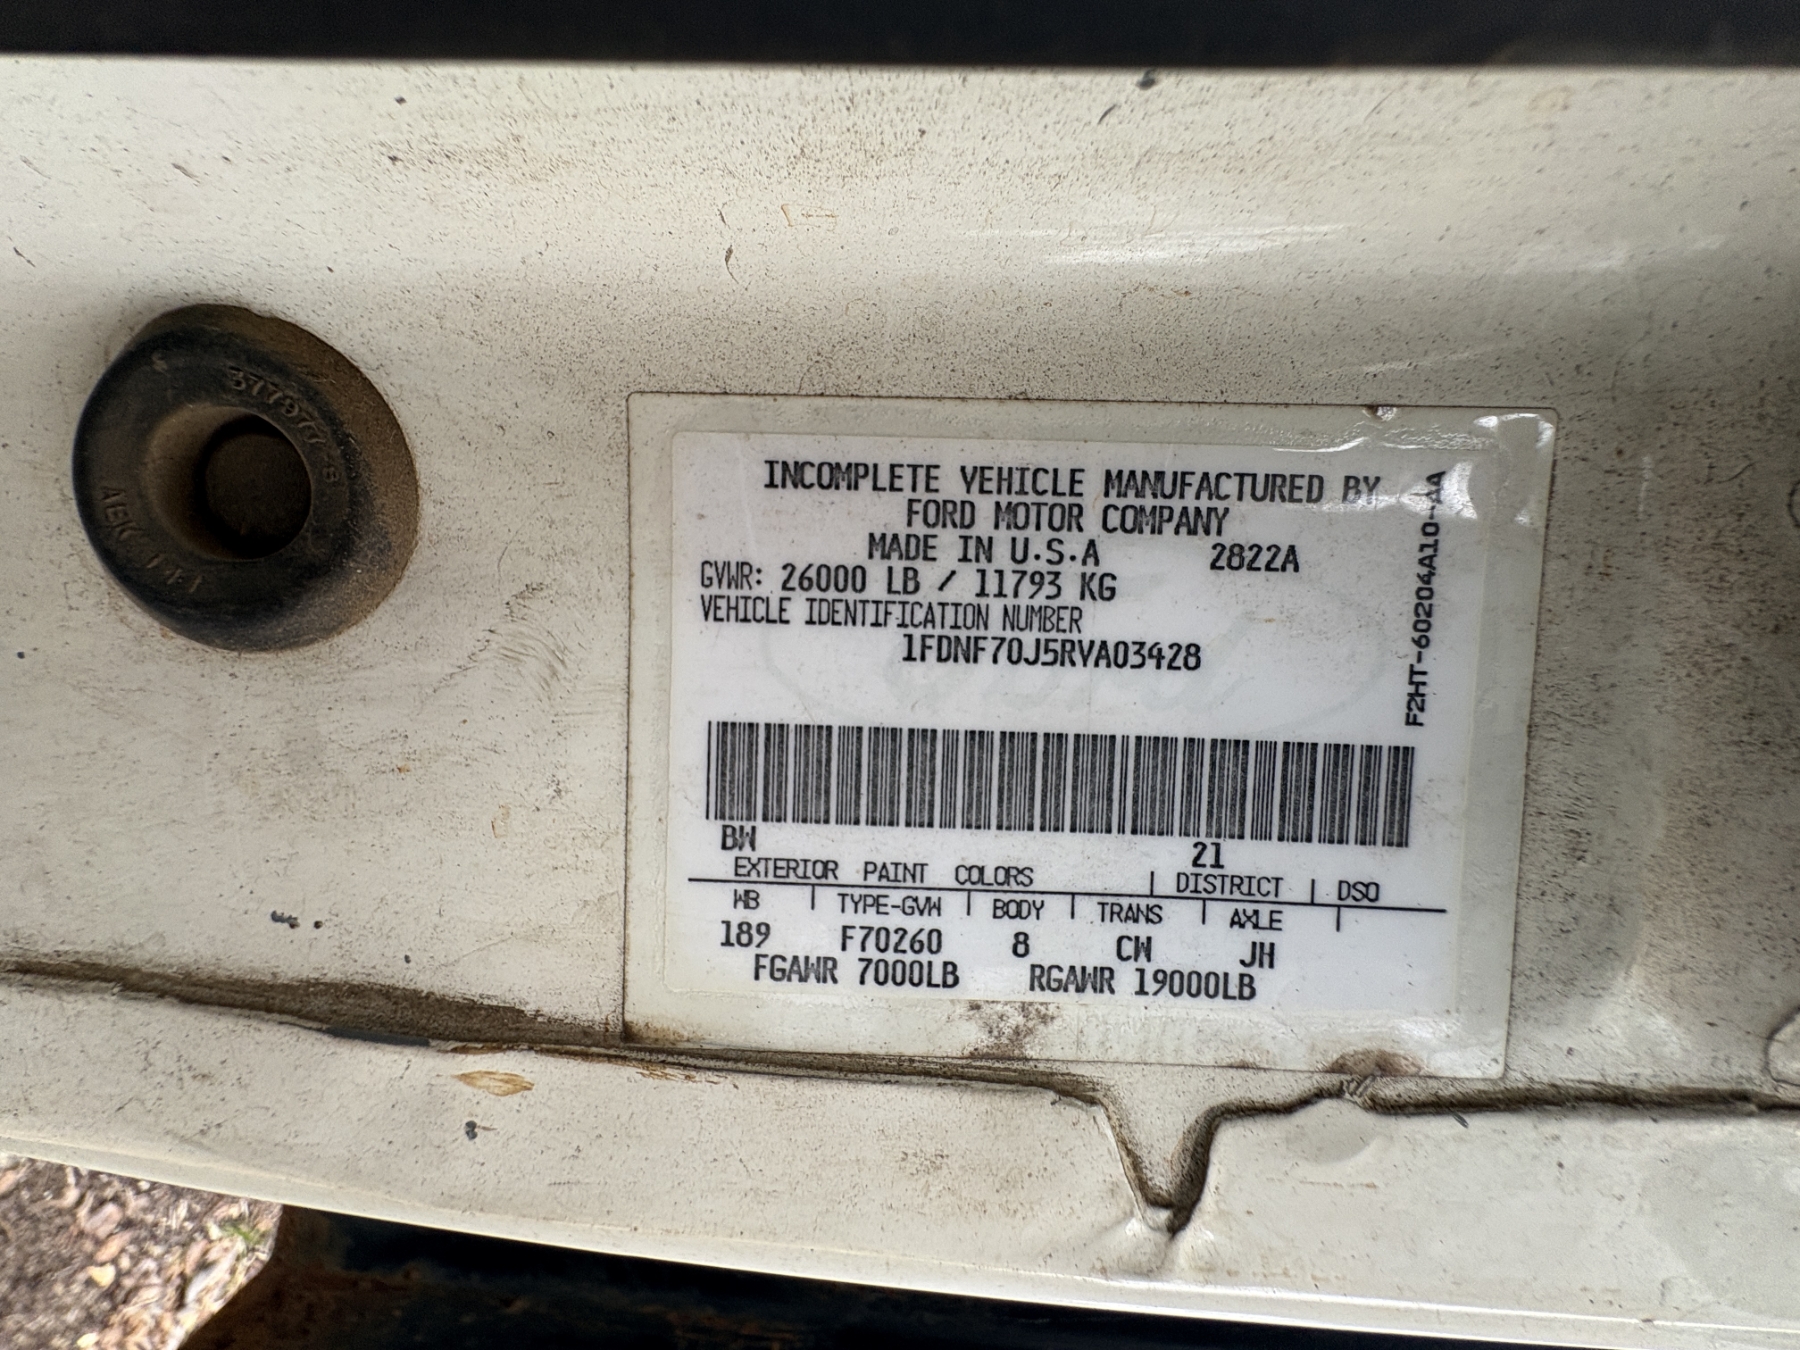 INCOMPLETE VEHICLE MANUFACTURED BY
FORD MOTOR COMPANY
MADE IN U.S.A 2822A
GVWR: 26000 LB / 11793 KG
VEHICLE IDENTIFICATION NUMBER
1FDNF70J5RVA03428
F2HT-60204A10-AA
BW 21
EXTERIOR PAINT COLORS DISTRICT DSO
WB TYPE-GVW BODY TRANS AXLE
189 F70260 8 CW JH
FGAWR 7000LB RGAWR 19000LB